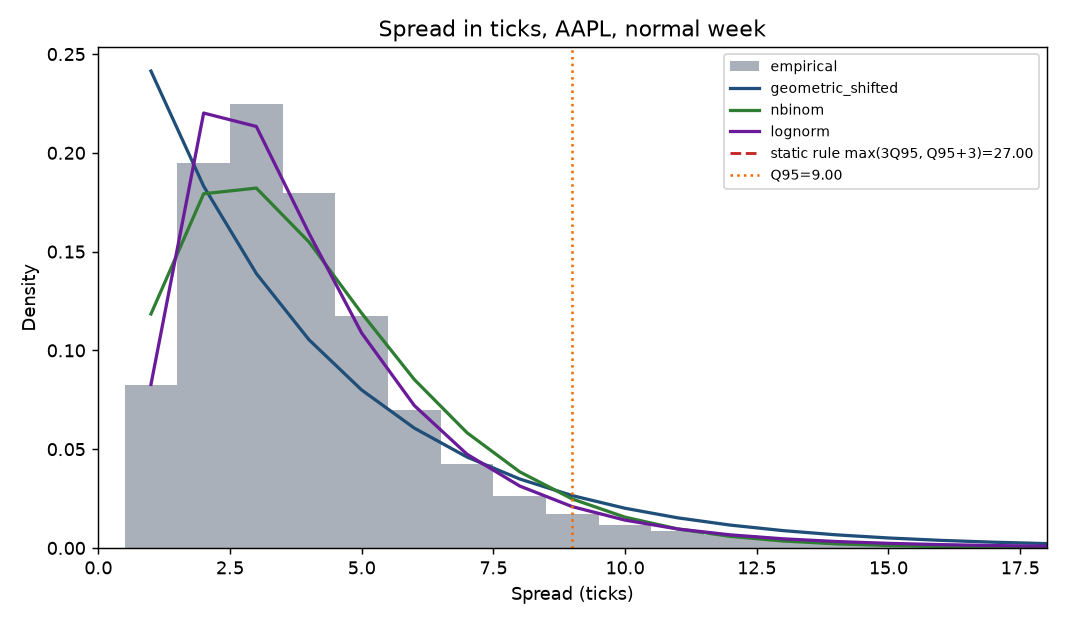 Spread in ticks, AAPL, normal week
0.25
0.20
0.15
0.10
0.05
0.00
Density
empirical
geometric_shifted
nbinom
lognorm
static rule max(3Q95, Q95+3)=27.00
Q95=9.00
0.0 2.5 5.0 7.5 10.0 12.5 15.0 17.5
Spread (ticks)